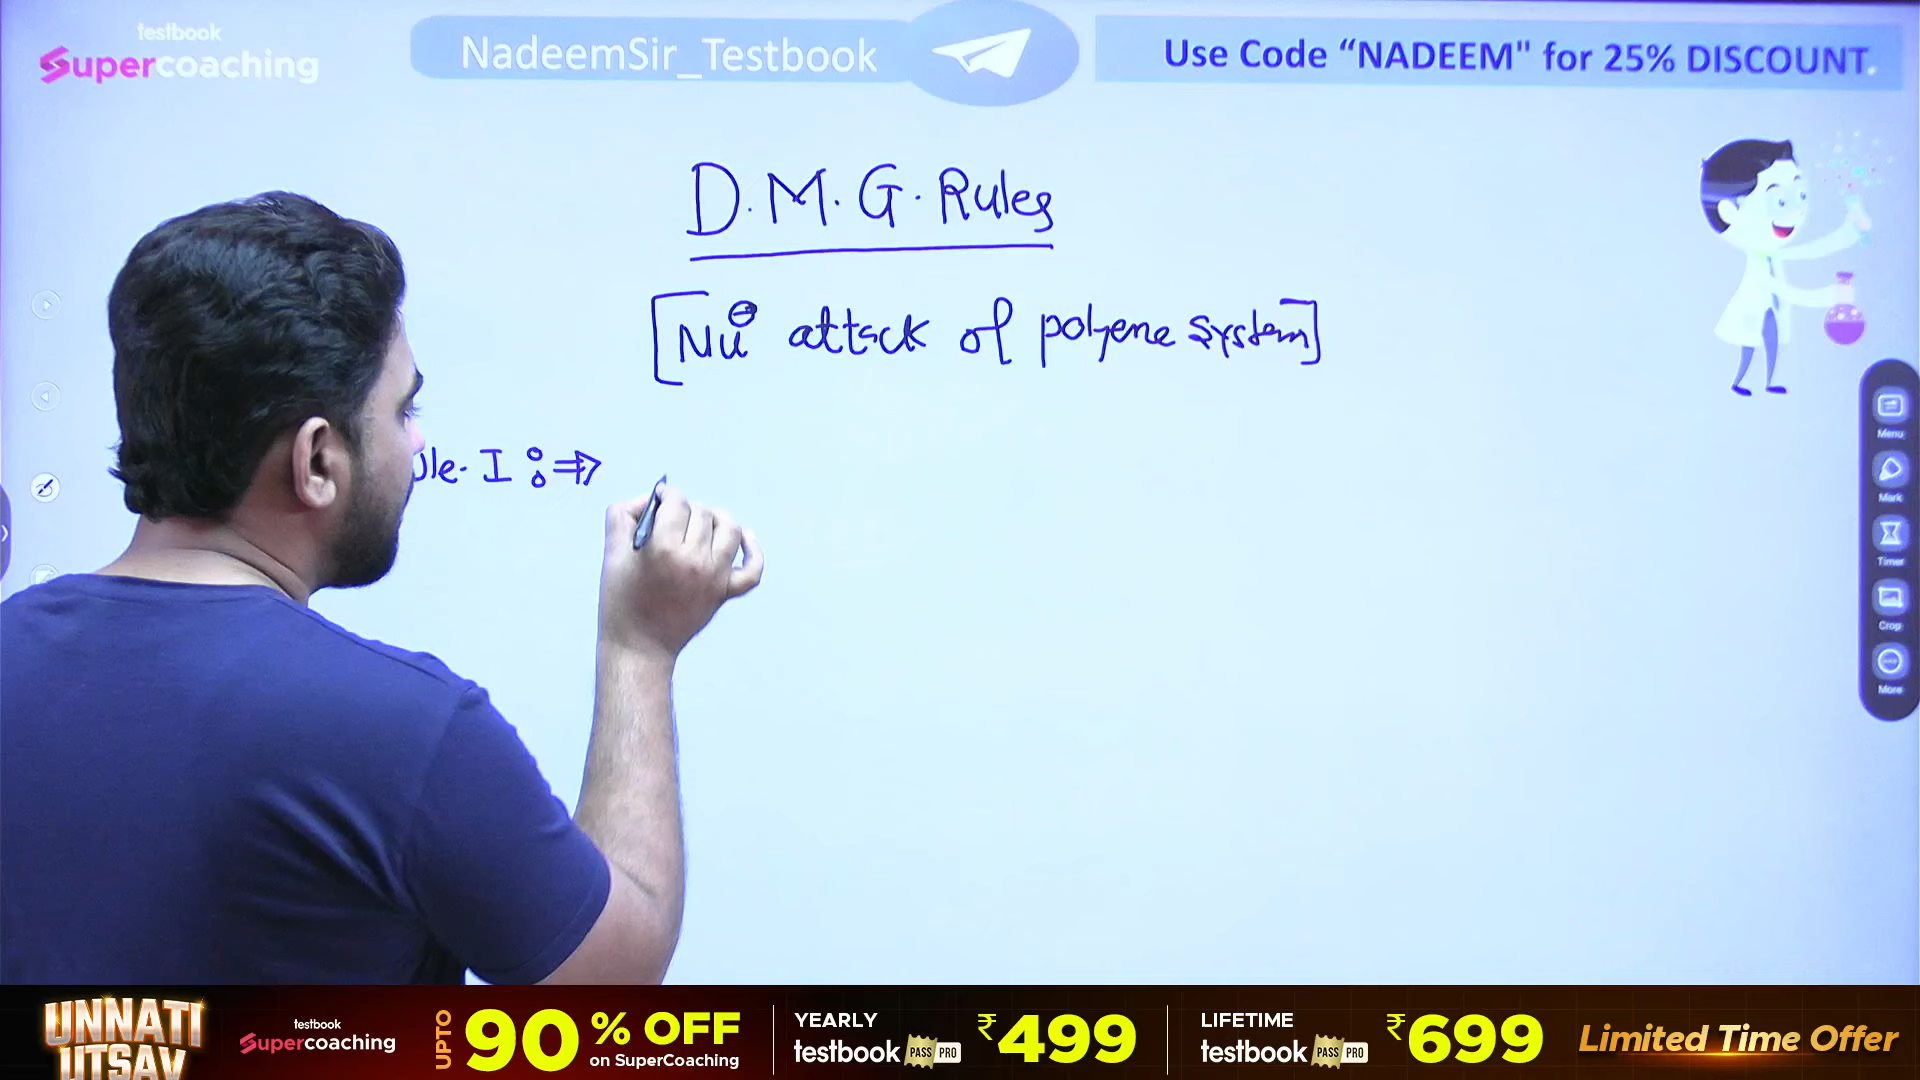 testbook
Supercoaching
NadeemSir_Testbook
Use Code “NADEEM" for 25% DISCOUNT.
D.M.G. Rules
[Nu⊖ attack of polyene system]
ule. I :⇒
Menu
Mark
Timer
Crop
More
UNNATI
UTSAV
testbook
Supercoaching
UPTO 90% OFF
on SuperCoaching
YEARLY
testbook PASS PRO
₹499
LIFETIME
testbook PASS PRO
₹699
Limited Time Offer